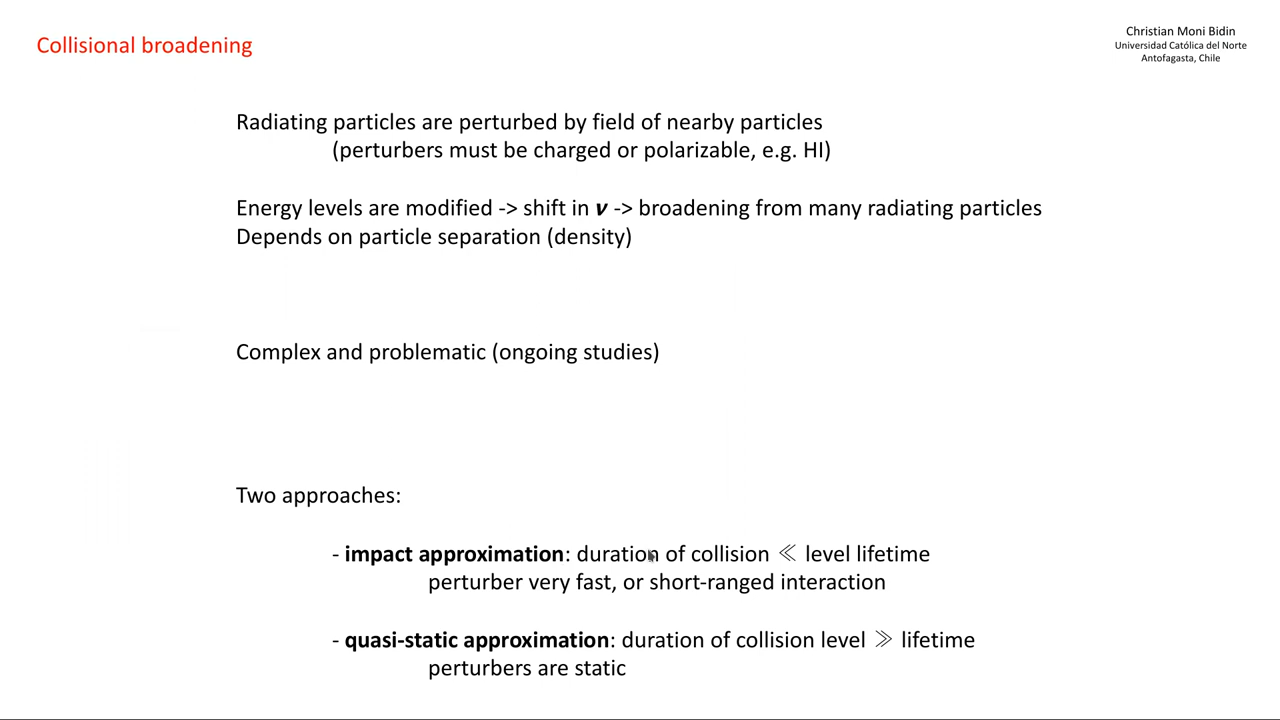 Collisional broadening
Christian Moni Bidin
Universidad Católica del Norte
Antofagasta, Chile
Radiating particles are perturbed by field of nearby particles
(perturbers must be charged or polarizable, e.g. HI)
Energy levels are modified -> shift in ν -> broadening from many radiating particles
Depends on particle separation (density)
Complex and problematic (ongoing studies)
Two approaches:
- impact approximation: duration of collision ≪ level lifetime
perturber very fast, or short-ranged interaction
- quasi-static approximation: duration of collision level ≫ lifetime
perturbers are static